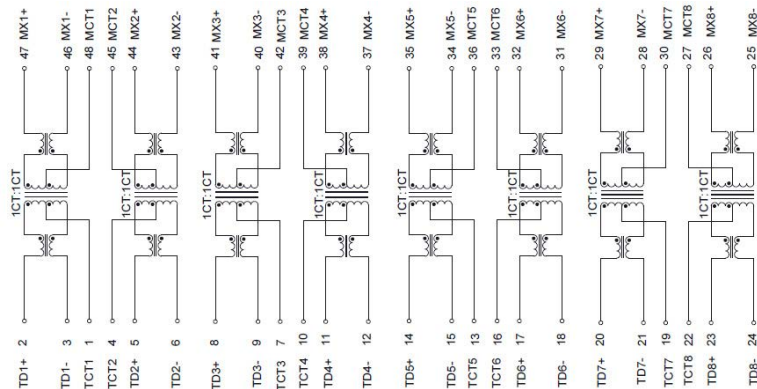 MX1+ MX1- MCT1 MCT2 MX2+ MX2- MX3+ MX3- MCT3 MCT4 MX4+ MX4- MX5+ MX5- MCT5 MCT6 MX6+ MX6- MX7+ MX7- MCT7 MCT8 MX8+ MX8-
47 46 48 45 44 43 41 40 42 39 38 37 35 34 36 33 32 31 29 28 30 27 26 25
1CT:1CT 1CT:1CT 1CT:1CT 1CT:1CT 1CT:1CT 1CT:1CT 1CT:1CT 1CT:1CT
2 3 1 4 5 6 8 9 7 10 11 12 14 15 13 16 17 18 20 21 19 22 23 24
TD1+ TD1- TCT1 TCT2 TD2+ TD2- TD3+ TD3- TCT3 TCT4 TD4+ TD4- TD5+ TD5- TCT5 TCT6 TD6+ TD6- TD7+ TD7- TCT7 TCT8 TD8+ TD8-